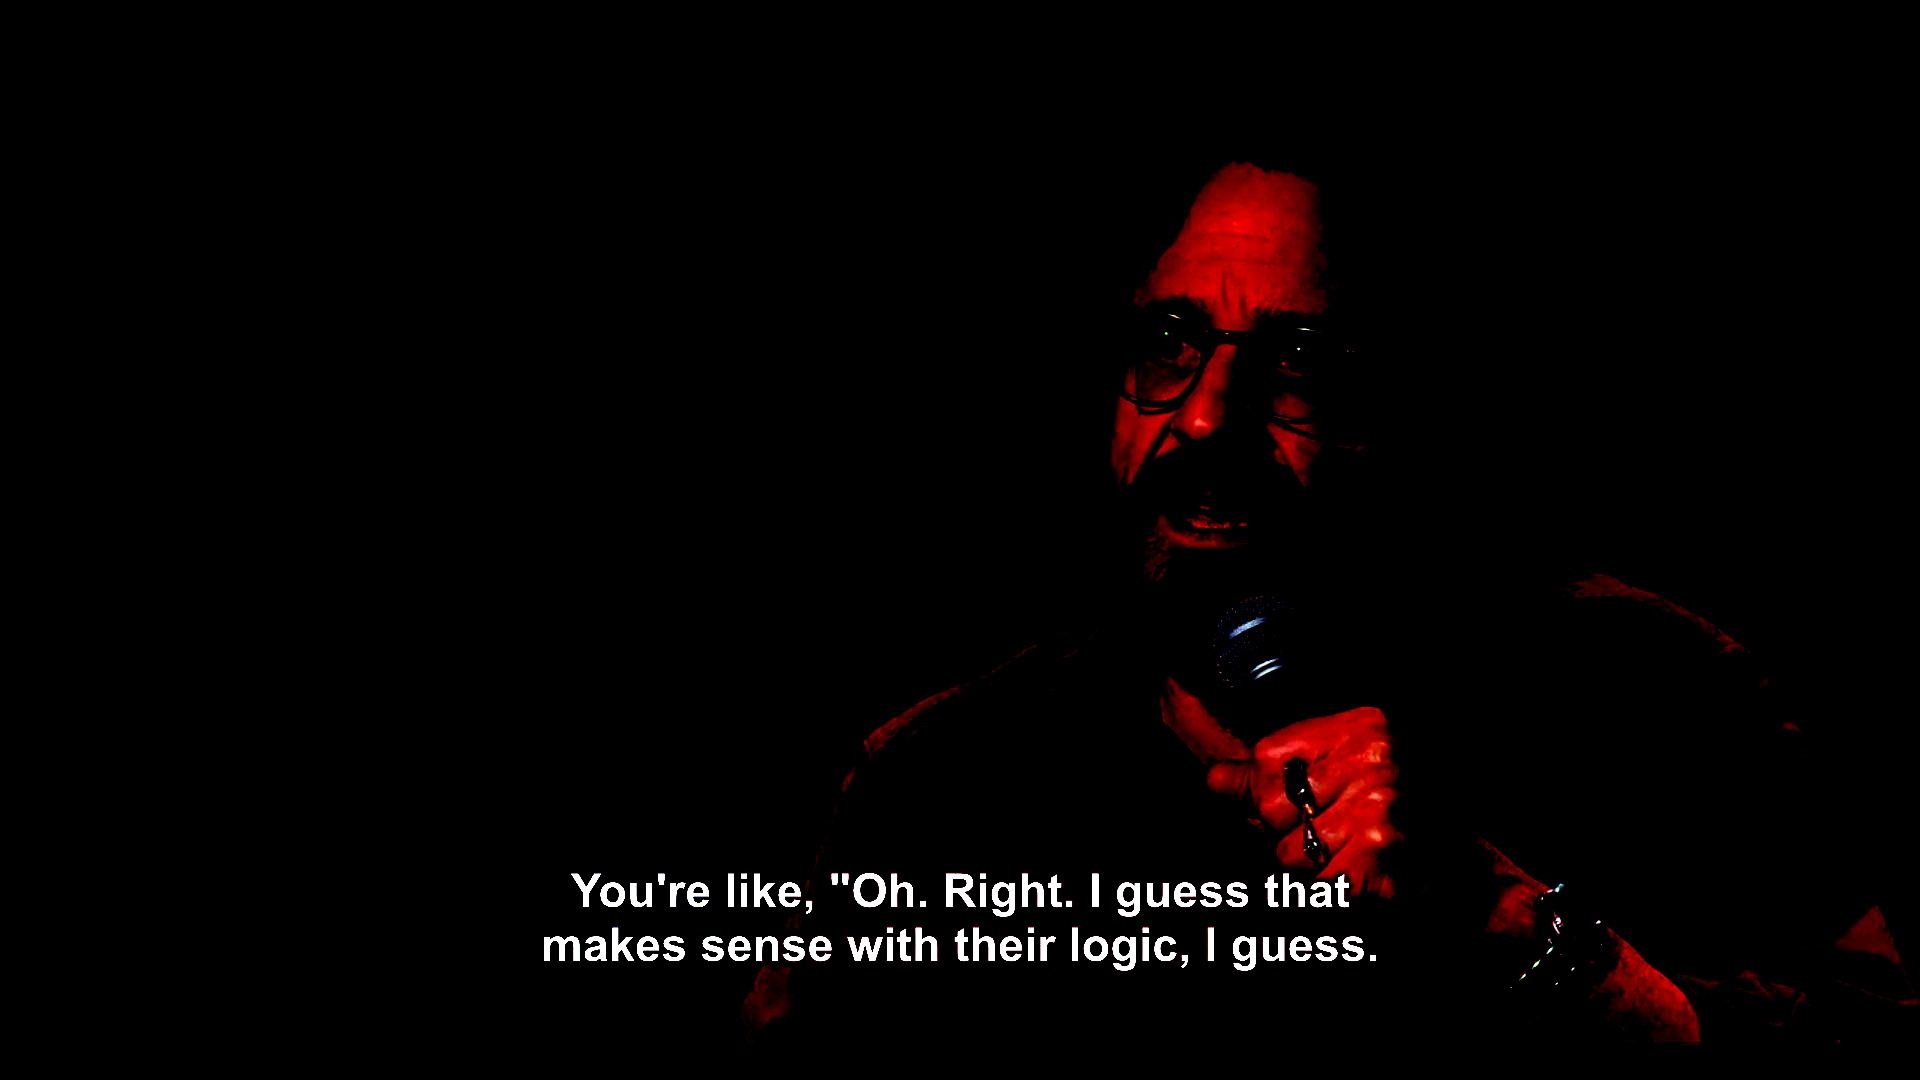 You're like, "Oh. Right. I guess that
makes sense with their logic, I guess.